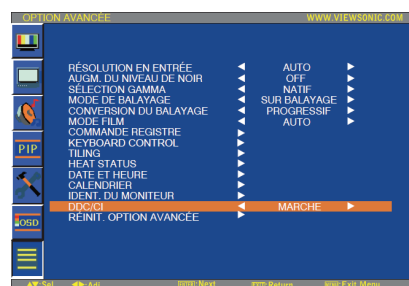 OPTION AVANCÉE WWW.VIEWSONIC.COM
RÉSOLUTION EN ENTRÉE AUTO
AUGM. DU NIVEAU DE NOIR OFF
SÉLECTION GAMMA NATIF
MODE DE BALAYAGE SUR BALAYAGE
CONVERSION DU BALAYAGE PROGRESSIF
MODE FILM AUTO
COMMANDE REGISTRE
KEYBOARD CONTROL
TILING
HEAT STATUS
DATE ET HEURE
CALENDRIER
IDENT. DU MONITEUR
DDC/CI MARCHE
RÉINIT. OPTION AVANCÉE
PIP
OSD
:Sel :Adj :Next :Return :Exit Menu